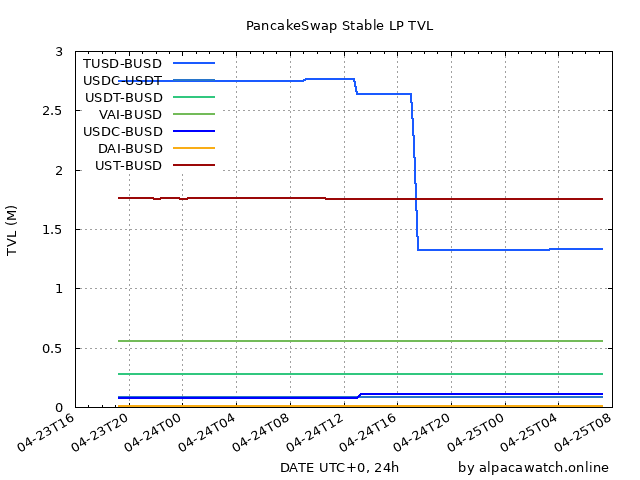 PancakeSwap Stable LP TVL
TVL (M)
3
2.5
2
1.5
1
0.5
0
TUSD-BUSD
USDC-USDT
USDT-BUSD
VAI-BUSD
USDC-BUSD
DAI-BUSD
UST-BUSD
04-23T16
04-23T20
04-24T00
04-24T04
04-24T08
04-24T12
04-24T16
04-24T20
04-25T00
04-25T04
04-25T08
DATE UTC+0, 24h
by alpacawatch.online